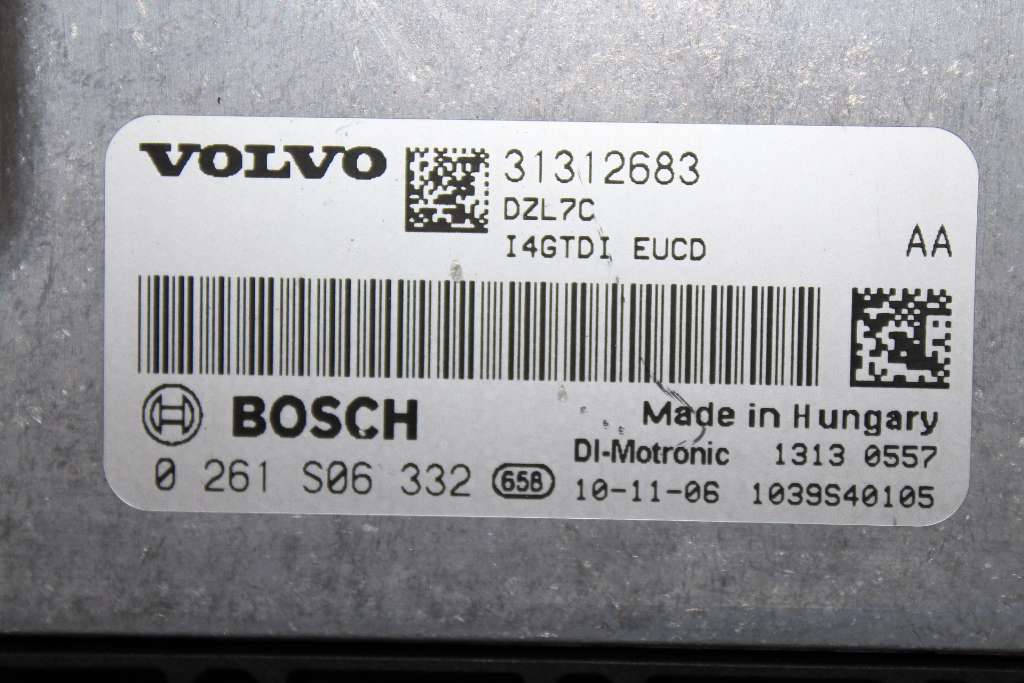 VOLVO 31312683
DZL7C
I4GTDI EUCD AA
BOSCH Made in Hungary
DI-Motronic 1313 0557
0 261 S06 332 658 10-11-06 1039S40105